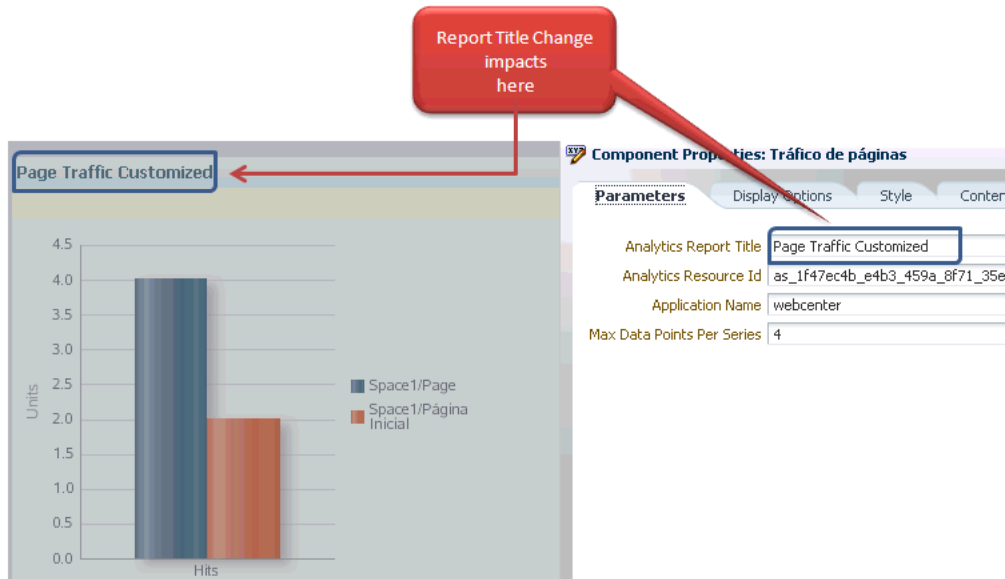 Report Title Change
impacts
here
Page Traffic Customized
4.5
4.0
3.5
3.0
2.5
2.0
1.5
1.0
0.5
0.0
Units
Hits
Space1/Page
Space1/Página
Inicial
Component Properties: Tráfico de páginas
Parameters Display Options Style Conten
Analytics Report Title Page Traffic Customized
Analytics Resource Id as_1f47ec4b_e4b3_459a_8f71_35e
Application Name webcenter
Max Data Points Per Series 4